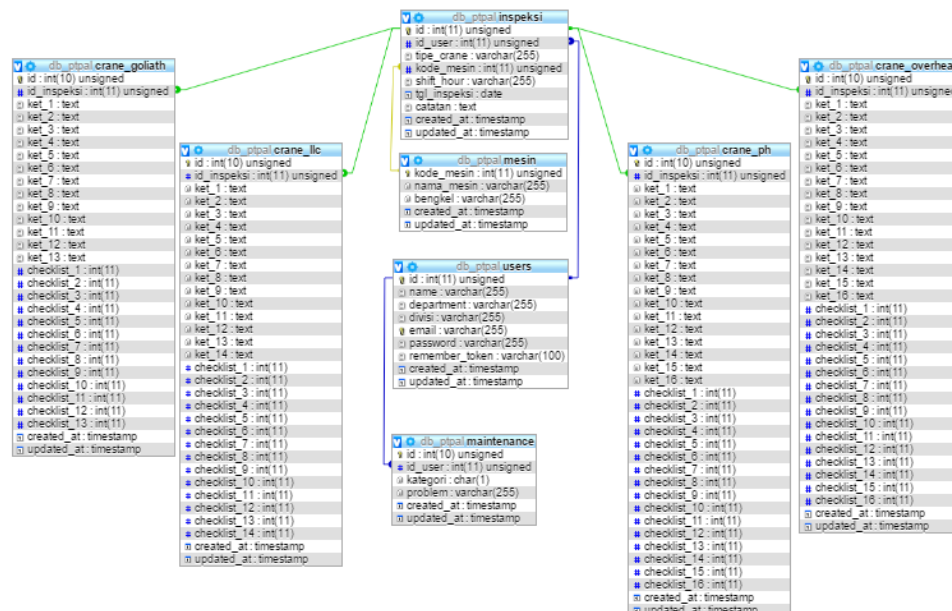 db_ptpal inspeksi
id : int(11) unsigned
id_user : int(11) unsigned
tipe_crane : varchar(255)
kode_mesin : int(11) unsigned
shift_hour : varchar(255)
tgl_inspeksi : date
catatan : text
created_at : timestamp
updated_at : timestamp
db_ptpal crane_goliath
id : int(10) unsigned
id_inspeksi : int(11) unsigned
ket_1 : text
ket_2 : text
ket_3 : text
ket_4 : text
ket_5 : text
ket_6 : text
ket_7 : text
ket_8 : text
ket_9 : text
ket_10 : text
ket_11 : text
ket_12 : text
ket_13 : text
checklist_1 : int(11)
checklist_2 : int(11)
checklist_3 : int(11)
checklist_4 : int(11)
checklist_5 : int(11)
checklist_6 : int(11)
checklist_7 : int(11)
checklist_8 : int(11)
checklist_9 : int(11)
checklist_10 : int(11)
checklist_11 : int(11)
checklist_12 : int(11)
checklist_13 : int(11)
created_at : timestamp
updated_at : timestamp
db_ptpal crane_llc
id : int(10) unsigned
id_inspeksi : int(11) unsigned
ket_1 : text
ket_2 : text
ket_3 : text
ket_4 : text
ket_5 : text
ket_6 : text
ket_7 : text
ket_8 : text
ket_9 : text
ket_10 : text
ket_11 : text
ket_12 : text
ket_13 : text
ket_14 : text
checklist_1 : int(11)
checklist_2 : int(11)
checklist_3 : int(11)
checklist_4 : int(11)
checklist_5 : int(11)
checklist_6 : int(11)
checklist_7 : int(11)
checklist_8 : int(11)
checklist_9 : int(11)
checklist_10 : int(11)
checklist_11 : int(11)
checklist_12 : int(11)
checklist_13 : int(11)
checklist_14 : int(11)
created_at : timestamp
updated_at : timestamp
db_ptpal mesin
kode_mesin : int(11) unsigned
nama_mesin : varchar(255)
bengkel : varchar(255)
created_at : timestamp
updated_at : timestamp
db_ptpal users
id : int(11) unsigned
name : varchar(255)
department : varchar(255)
divisi : varchar(255)
email : varchar(255)
password : varchar(255)
remember_token : varchar(100)
created_at : timestamp
updated_at : timestamp
db_ptpal maintenance
id : int(10) unsigned
id_user : int(11) unsigned
kategori : char(1)
problem : varchar(255)
created_at : timestamp
updated_at : timestamp
db_ptpal crane_ph
id : int(10) unsigned
id_inspeksi : int(11) unsigned
ket_1 : text
ket_2 : text
ket_3 : text
ket_4 : text
ket_5 : text
ket_6 : text
ket_7 : text
ket_8 : text
ket_9 : text
ket_10 : text
ket_11 : text
ket_12 : text
ket_13 : text
ket_14 : text
ket_15 : text
ket_16 : text
checklist_1 : int(11)
checklist_2 : int(11)
checklist_3 : int(11)
checklist_4 : int(11)
checklist_5 : int(11)
checklist_6 : int(11)
checklist_7 : int(11)
checklist_8 : int(11)
checklist_9 : int(11)
checklist_10 : int(11)
checklist_11 : int(11)
checklist_12 : int(11)
checklist_13 : int(11)
checklist_14 : int(11)
checklist_15 : int(11)
checklist_16 : int(11)
created_at : timestamp
updated_at : timestamp
db_ptpal crane_overhea
id : int(10) unsigned
id_inspeksi : int(11) unsigned
ket_1 : text
ket_2 : text
ket_3 : text
ket_4 : text
ket_5 : text
ket_6 : text
ket_7 : text
ket_8 : text
ket_9 : text
ket_10 : text
ket_11 : text
ket_12 : text
ket_13 : text
ket_14 : text
ket_15 : text
ket_16 : text
checklist_1 : int(11)
checklist_2 : int(11)
checklist_3 : int(11)
checklist_4 : int(11)
checklist_5 : int(11)
checklist_6 : int(11)
checklist_7 : int(11)
checklist_8 : int(11)
checklist_9 : int(11)
checklist_10 : int(11)
checklist_11 : int(11)
checklist_12 : int(11)
checklist_13 : int(11)
checklist_14 : int(11)
checklist_15 : int(11)
checklist_16 : int(11)
created_at : timestamp
updated_at : timestamp